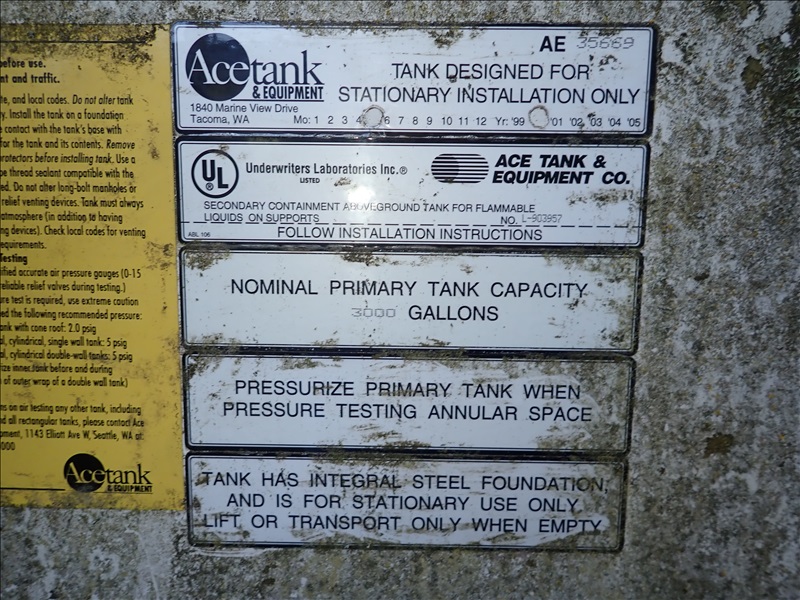 efore use.
nt and traffic.
te, and local codes. Do not alter tank
y. Install the tank on a foundation
contact with the tank's base with
for the tank and its contents. Remove
rotectors before installing tank. Use a
pe thread sealant compatible with the
ed. Do not alter long-bolt manholes or
relief venting devices. Tank must always
atmosphere (in addition to having
ng devices). Check local codes for venting
equirements.
Testing
ified accurate air pressure gauges (0-15
reliable relief valves during testing.)
re test is required, use extreme caution
ed the following recommended pressure:
ank with cone roof: 2.0 psig
al, cylindrical, single wall tank: 5 psig
al, cylindrical double-wall tanks: 5 psig
ize inner tank before and during
of outer wrap of a double wall tank)
ns on air testing any other tank, including
d all rectangular tanks, please contact Ace
pment, 1143 Elliott Ave W, Seattle, WA at:
000
Acetank
& EQUIPMENT
Acetank
& EQUIPMENT
1840 Marine View Drive
Tacoma, WA
AE 35669
TANK DESIGNED FOR
STATIONARY INSTALLATION ONLY
Mo: 1 2 3 4 6 7 8 9 10 11 12 Yr: '99 '01 '02 '03 '04 '05
UL
Underwriters Laboratories Inc.®
LISTED
ACE TANK &
EQUIPMENT CO.
SECONDARY CONTAINMENT ABOVEGROUND TANK FOR FLAMMABLE
LIQUIDS ON SUPPORTS NO. L-903957
ABL 106
FOLLOW INSTALLATION INSTRUCTIONS
NOMINAL PRIMARY TANK CAPACITY
3000 GALLONS
PRESSURIZE PRIMARY TANK WHEN
PRESSURE TESTING ANNULAR SPACE
TANK HAS INTEGRAL STEEL FOUNDATION,
AND IS FOR STATIONARY USE ONLY.
LIFT OR TRANSPORT ONLY WHEN EMPTY